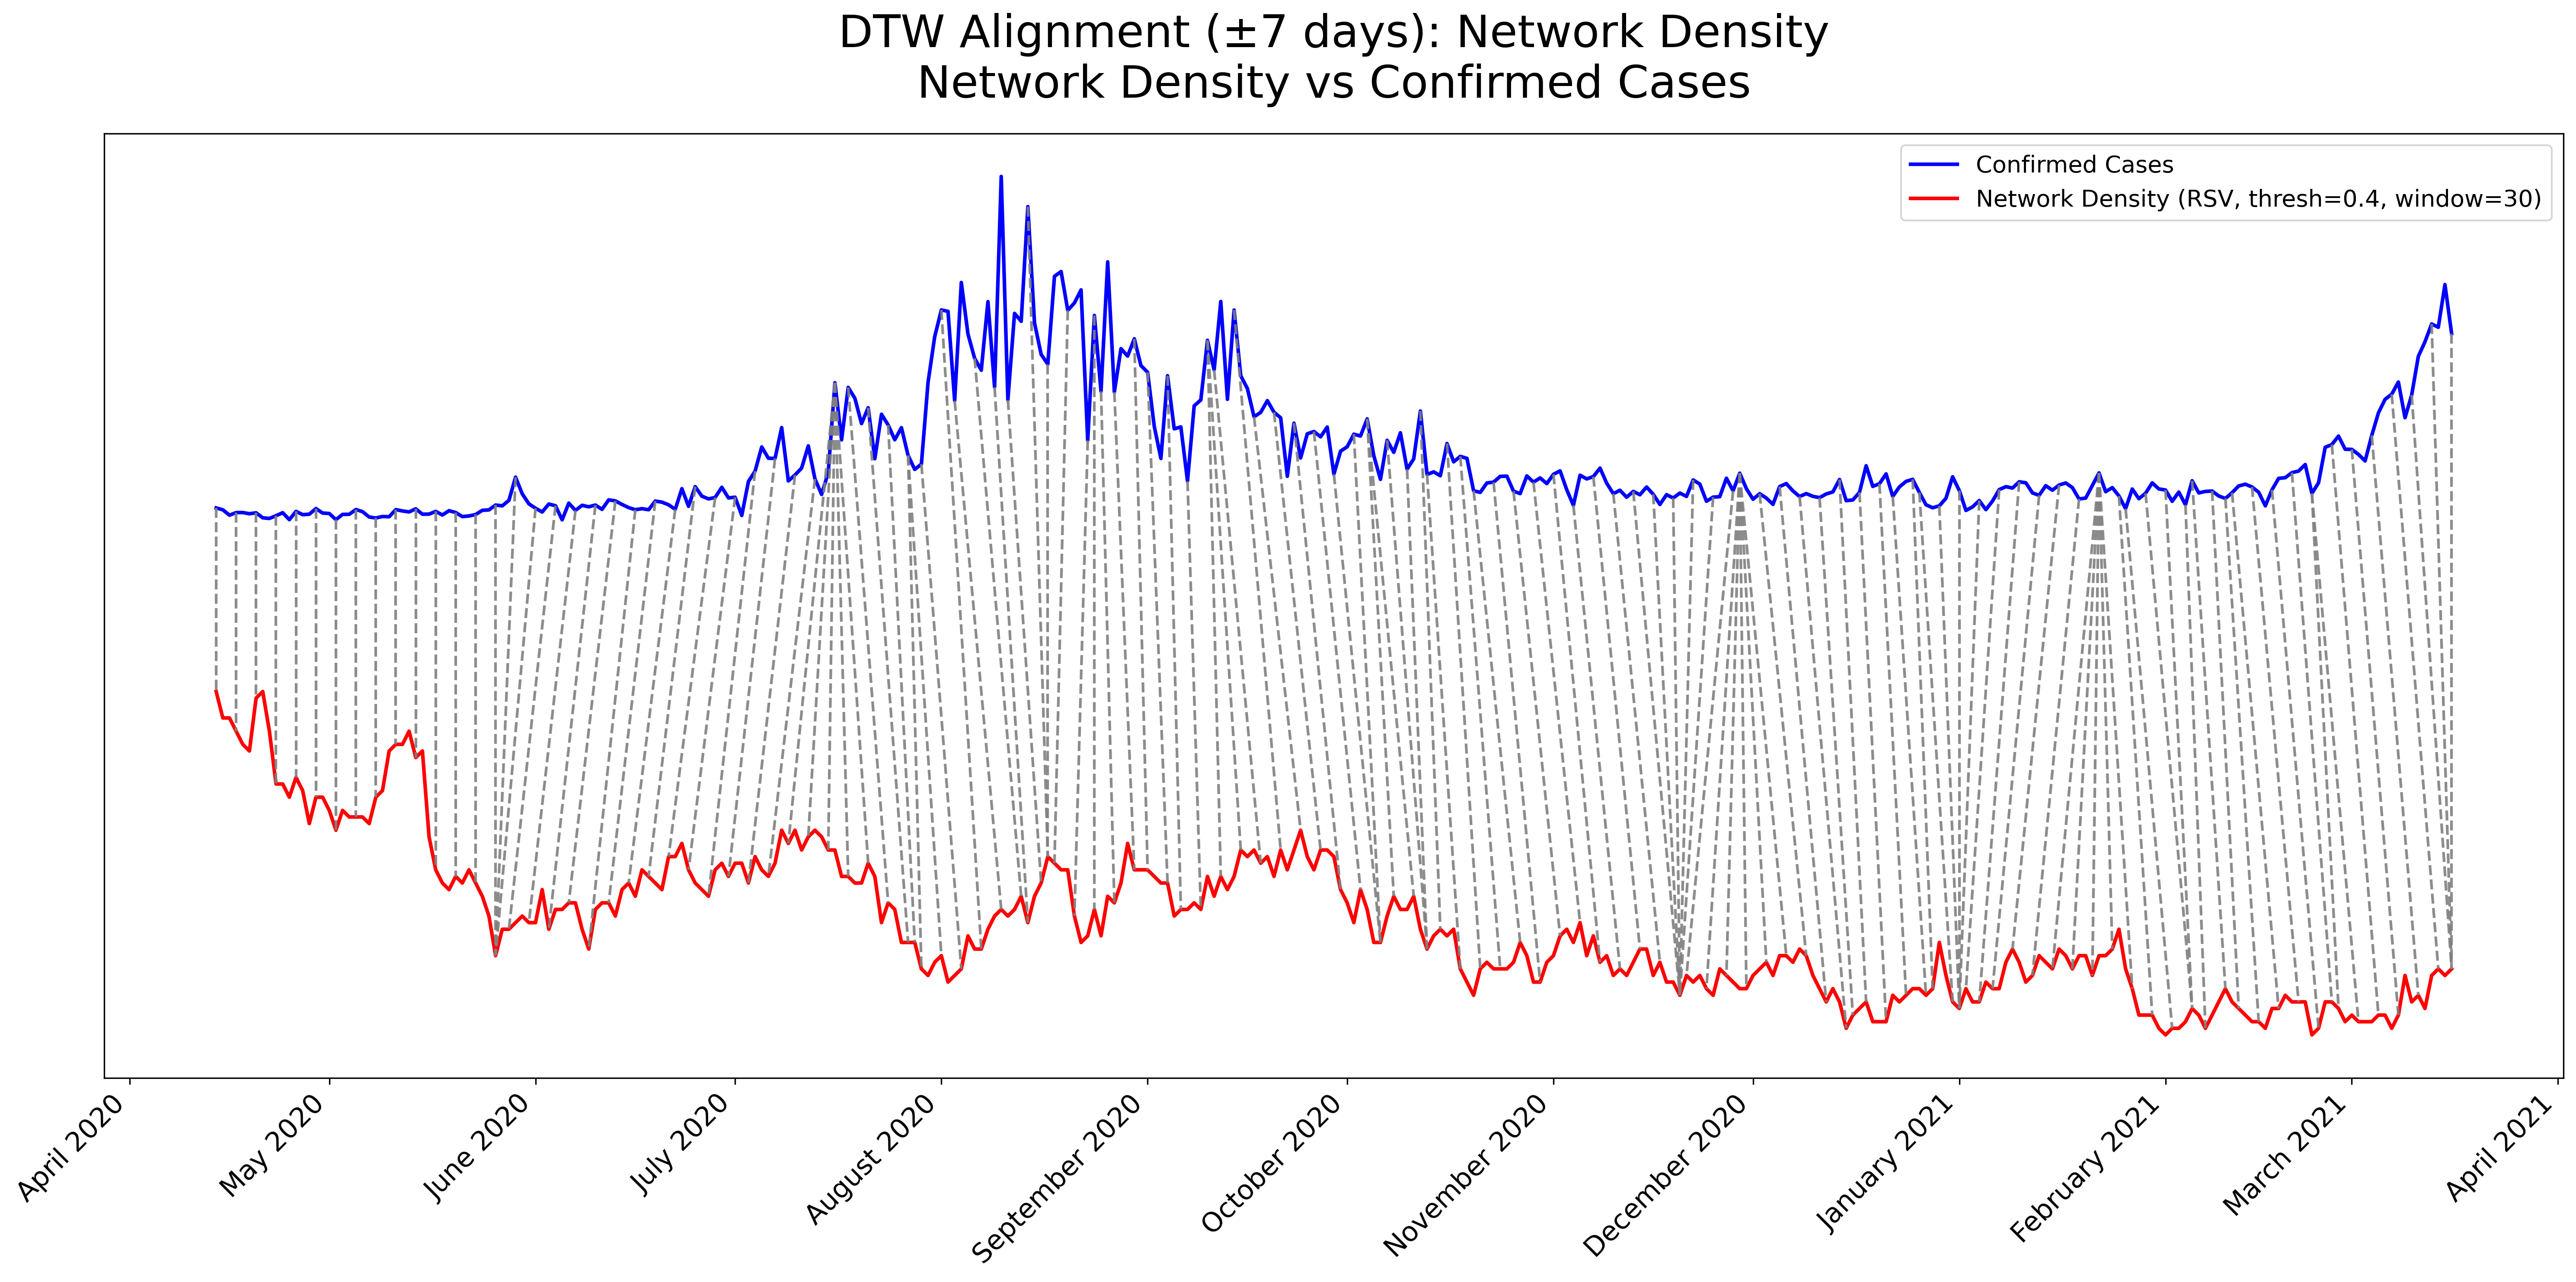 DTW Alignment (±7 days): Network Density
Network Density vs Confirmed Cases
Confirmed Cases
Network Density (RSV, thresh=0.4, window=30)
April 2020
May 2020
June 2020
July 2020
August 2020
September 2020
October 2020
November 2020
December 2020
January 2021
February 2021
March 2021
April 2021